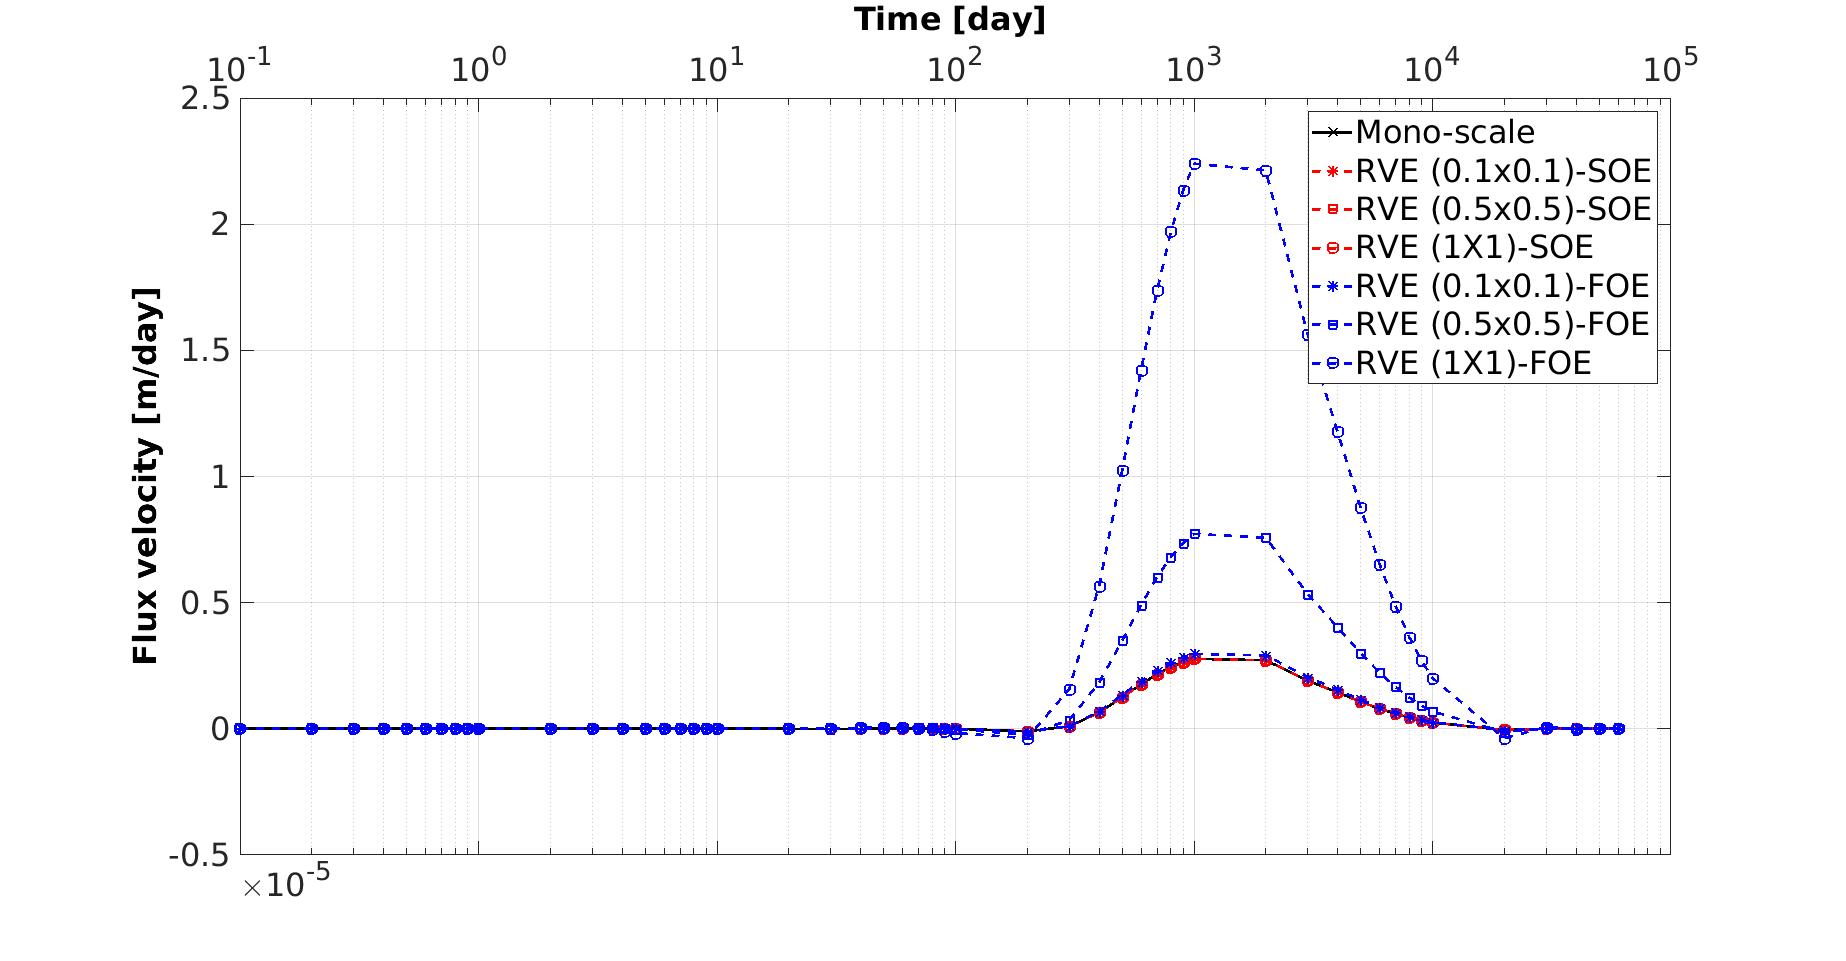 Time [day]
10^-1 10^0 10^1 10^2 10^3 10^4 10^5
2.5
2
1.5
1
0.5
0
-0.5
×10^-5
Flux velocity [m/day]
Mono-scale
RVE (0.1x0.1)-SOE
RVE (0.5x0.5)-SOE
RVE (1X1)-SOE
RVE (0.1x0.1)-FOE
RVE (0.5x0.5)-FOE
RVE (1X1)-FOE